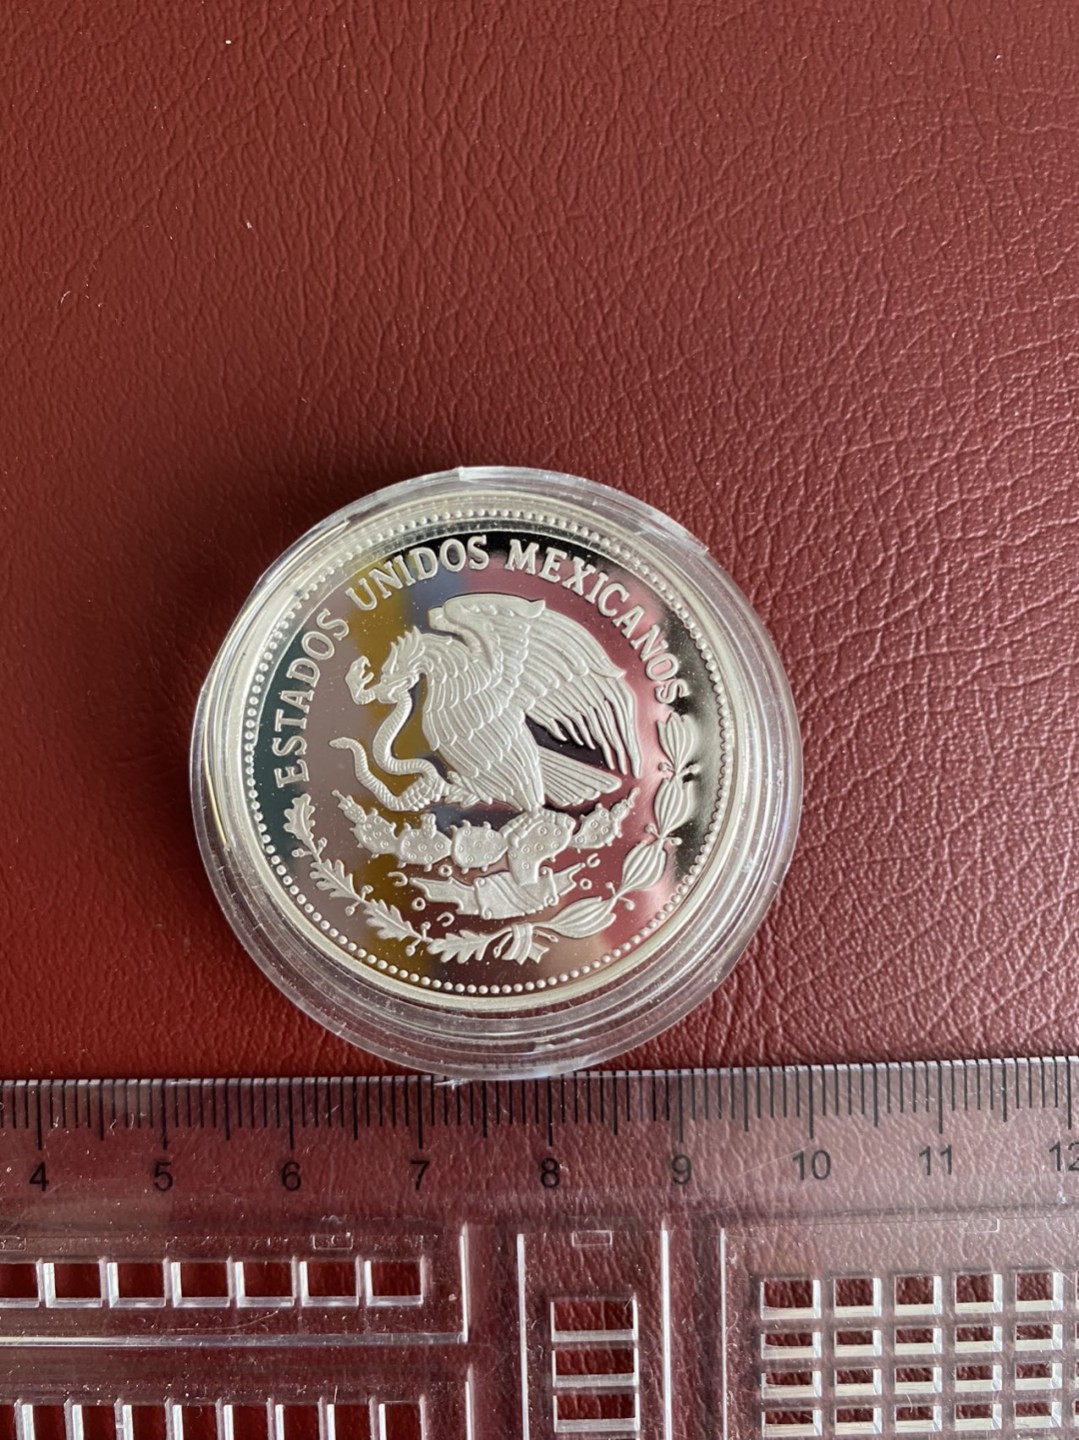 ESTADOS UNIDOS MEXICANOS
4 5 6 7 8 9 10 11 12